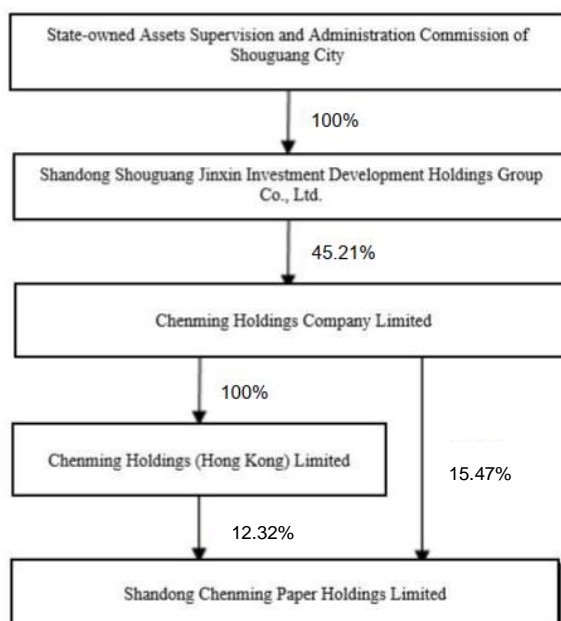 State-owned Assets Supervision and Administration Commission of
Shouguang City
100%
Shandong Shouguang Jinxin Investment Development Holdings Group
Co., Ltd.
45.21%
Chenming Holdings Company Limited
100%
Chenming Holdings (Hong Kong) Limited
15.47%
12.32%
Shandong Chenming Paper Holdings Limited